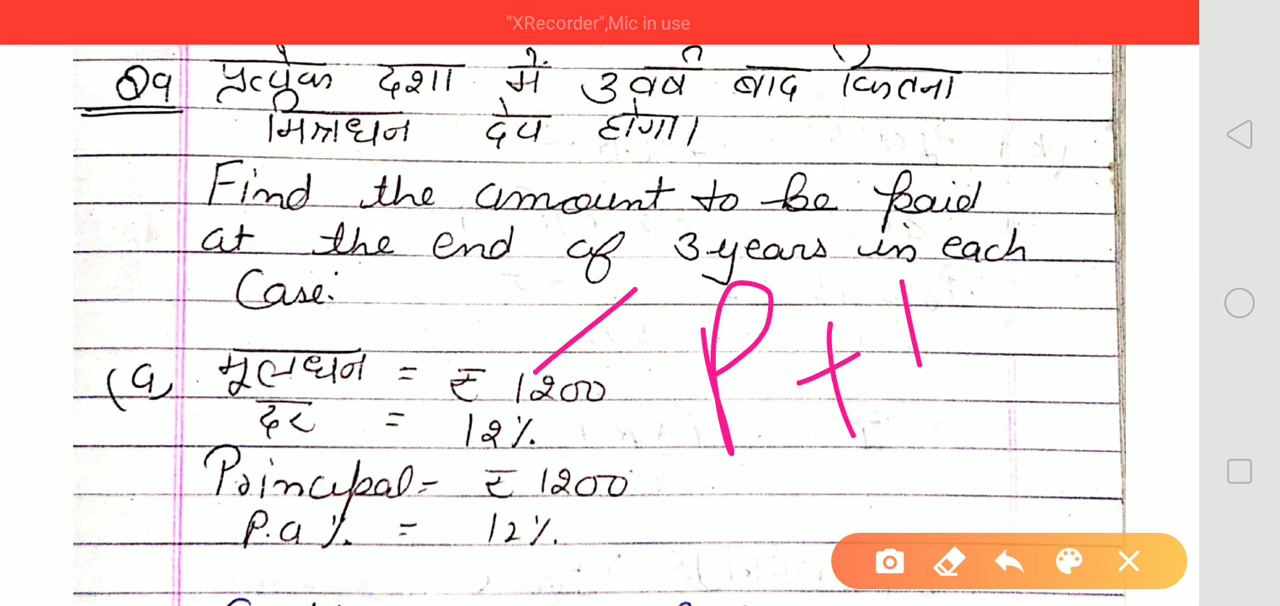 "XRecorder",Mic in use
Q9 प्रत्येक दशा में 3 वर्ष बाद कितना
मिश्रधन देय होगा।
Find the amount to be paid
at the end of 3 years in each
Case:
(a) मूलधन = ₹ 1200
दर = 12%
P + I
Principal = ₹ 1200
P.a % = 12%